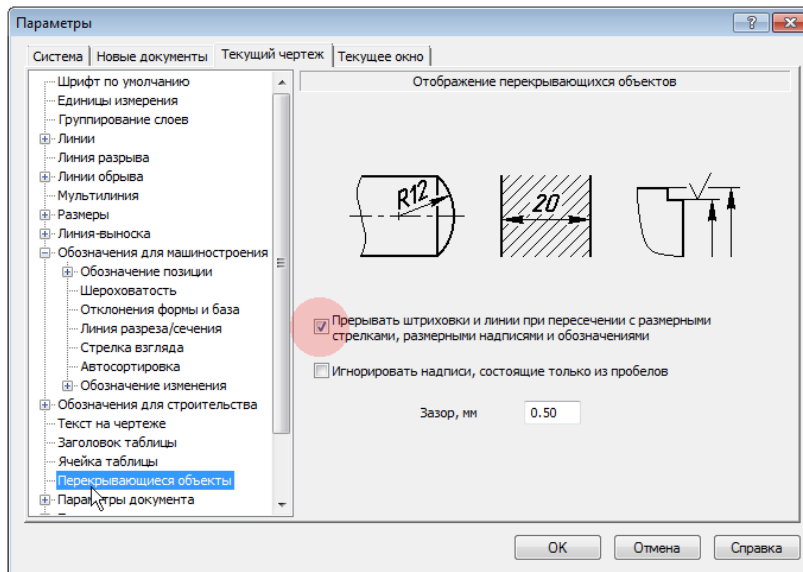 Параметры
Система
Новые документы
Текущий чертеж
Текущее окно
Шрифт по умолчанию
Единицы измерения
Группирование слоев
Линии
Линия разрыва
Линии обрыва
Мультилиния
Размеры
Линия-выноска
Обозначения для машиностроения
Обозначение позиции
Шероховатость
Отклонения формы и база
Линия разреза/сечения
Стрелка взгляда
Автосортировка
Обозначение изменения
Обозначения для строительства
Текст на чертеже
Заголовок таблицы
Ячейка таблицы
Перекрывающиеся объекты
Параметры документа
Отображение перекрывающихся объектов
R12
20
Прерывать штриховки и линии при пересечении с размерными
стрелками, размерными надписями и обозначениями
Игнорировать надписи, состоящие только из пробелов
Зазор, мм
0.50
OK
Отмена
Справка